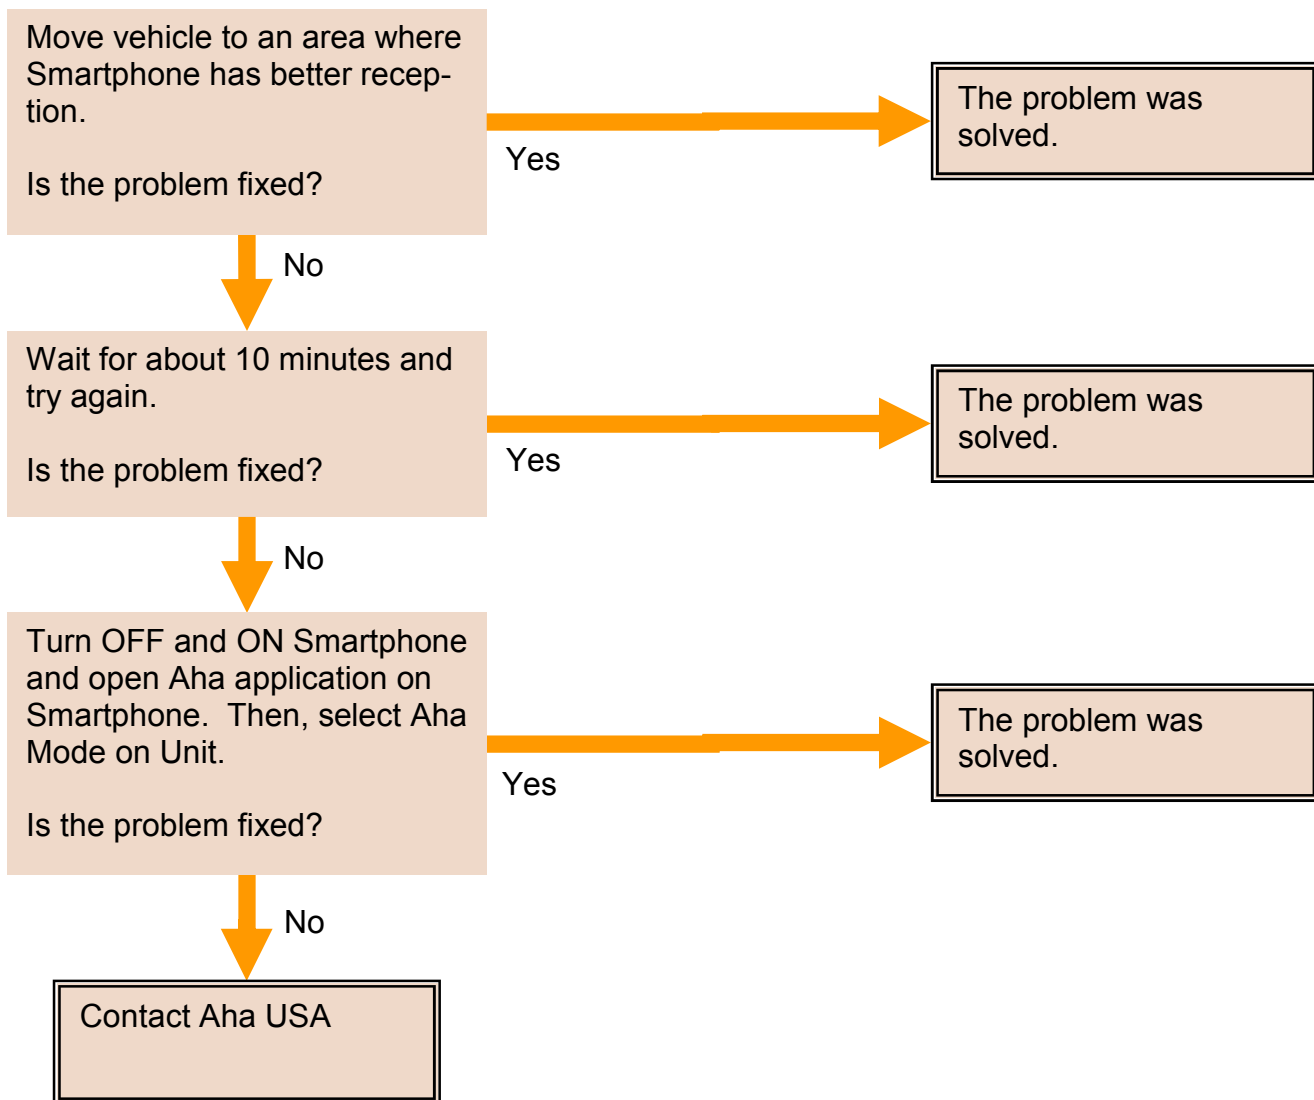 Move vehicle to an area where
Smartphone has better recep-
tion.
Is the problem fixed?
Yes
The problem was
solved.
No
Wait for about 10 minutes and
try again.
Is the problem fixed?
Yes
The problem was
solved.
No
Turn OFF and ON Smartphone
and open Aha application on
Smartphone.  Then, select Aha
Mode on Unit.
Is the problem fixed?
Yes
The problem was
solved.
No
Contact Aha USA